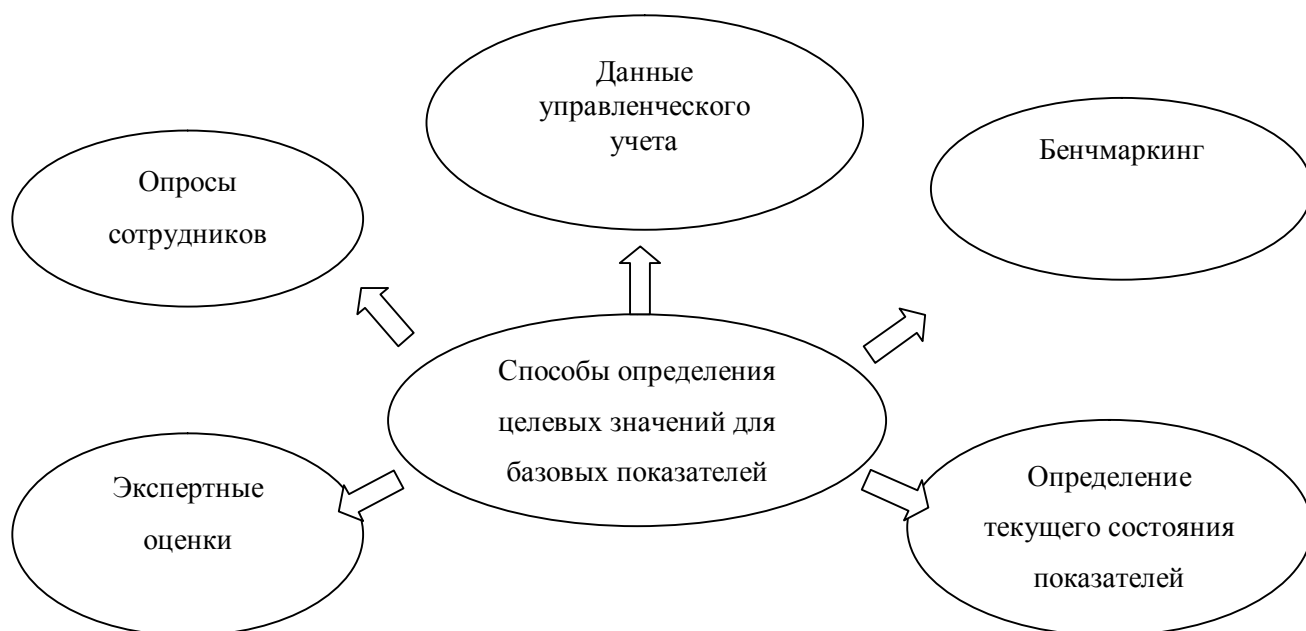 Данные
управленческого
учета
Бенчмаркинг
Опросы
сотрудников
Способы определения
целевых значений для
базовых показателей
Экспертные
оценки
Определение
текущего состояния
показателей